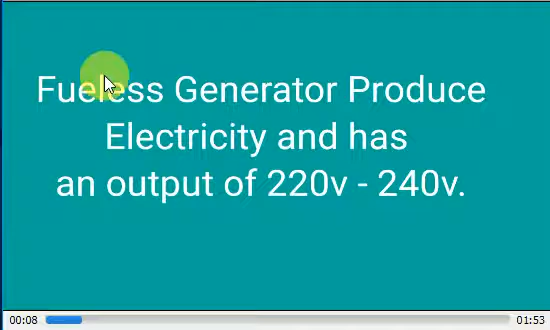 Fueless Generator Produce
Electricity and has
an output of 220v - 240v.
00:08 01:53